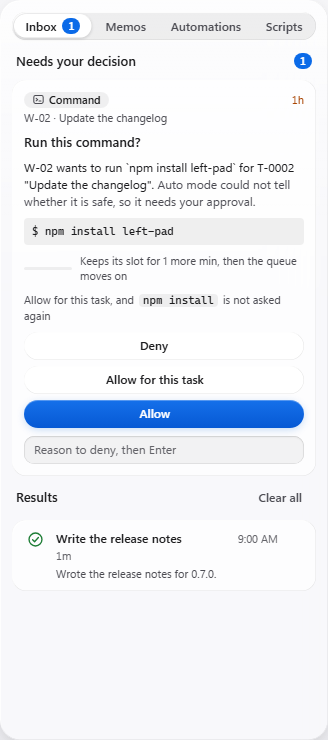 Inbox 1 Memos Automations Scripts
Needs your decision 1
Command 1h
W-02 · Update the changelog
Run this command?
W-02 wants to run `npm install left-pad` for T-0002
"Update the changelog". Auto mode could not tell
whether it is safe, so it needs your approval.
$ npm install left-pad
Keeps its slot for 1 more min, then the queue
moves on
Allow for this task, and npm install is not asked
again
Deny
Allow for this task
Allow
Reason to deny, then Enter
Results Clear all
Write the release notes 9:00 AM
1m
Wrote the release notes for 0.7.0.